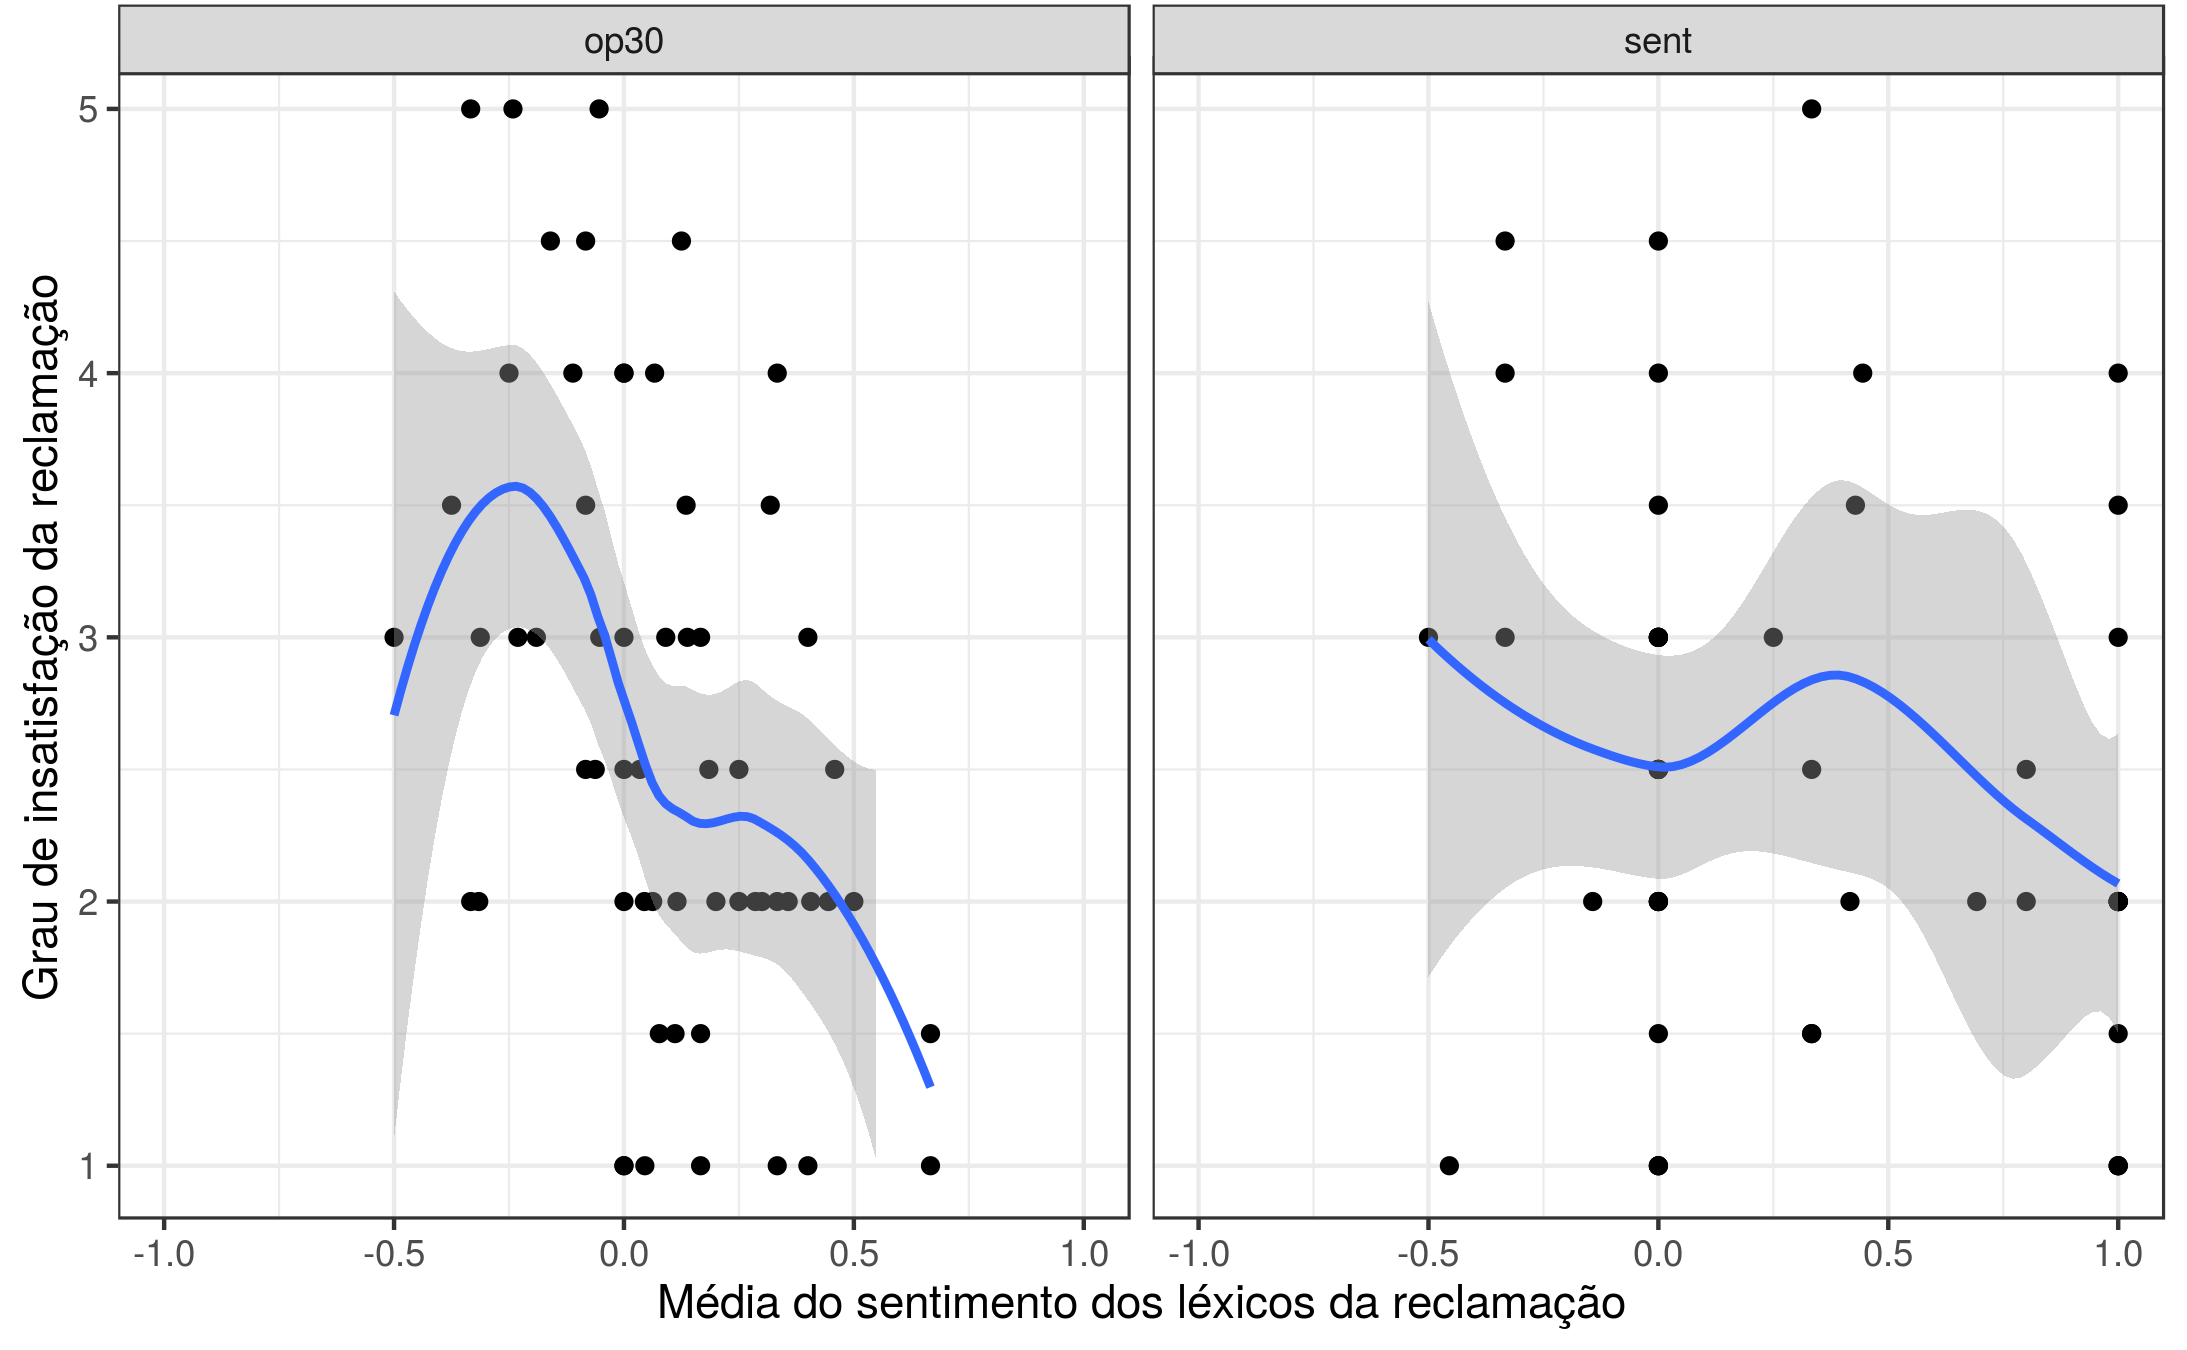 op30
sent
Grau de insatisfação da reclamação
5
4
3
2
1
-1.0 -0.5 0.0 0.5 1.0 -1.0 -0.5 0.0 0.5 1.0
Média do sentimento dos léxicos da reclamação